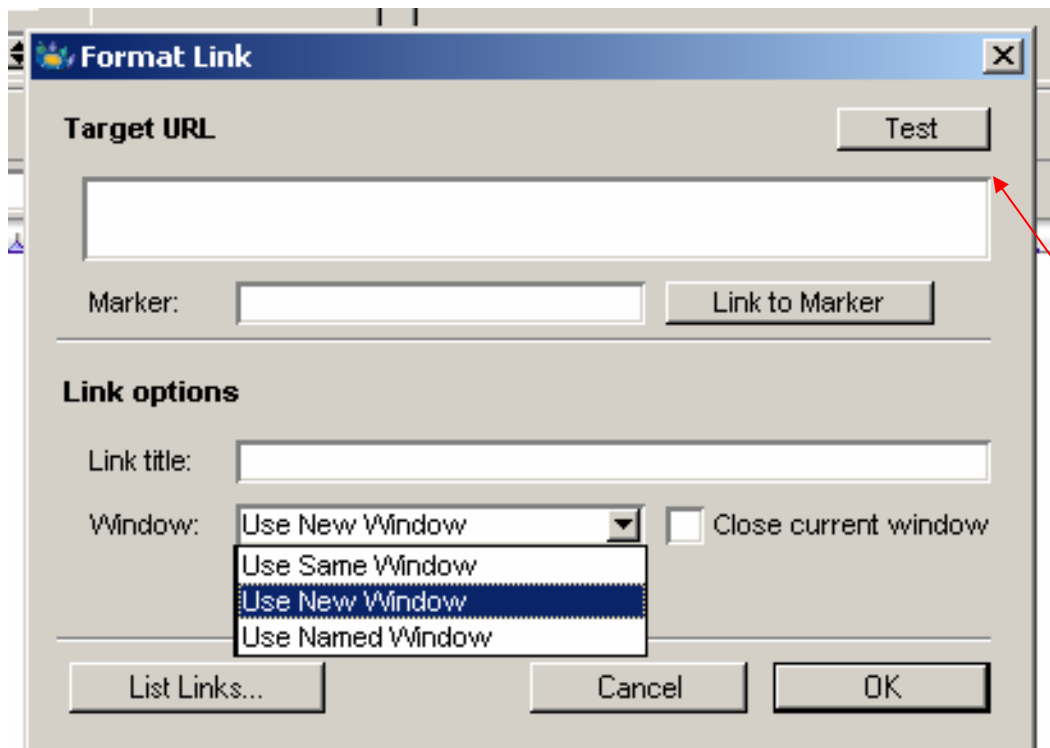 Format Link
Target URL
Test
Marker:
Link to Marker
Link options
Link title:
Window:
Use New Window
Close current window
Use Same Window
Use New Window
Use Named Window
List Links...
Cancel
OK